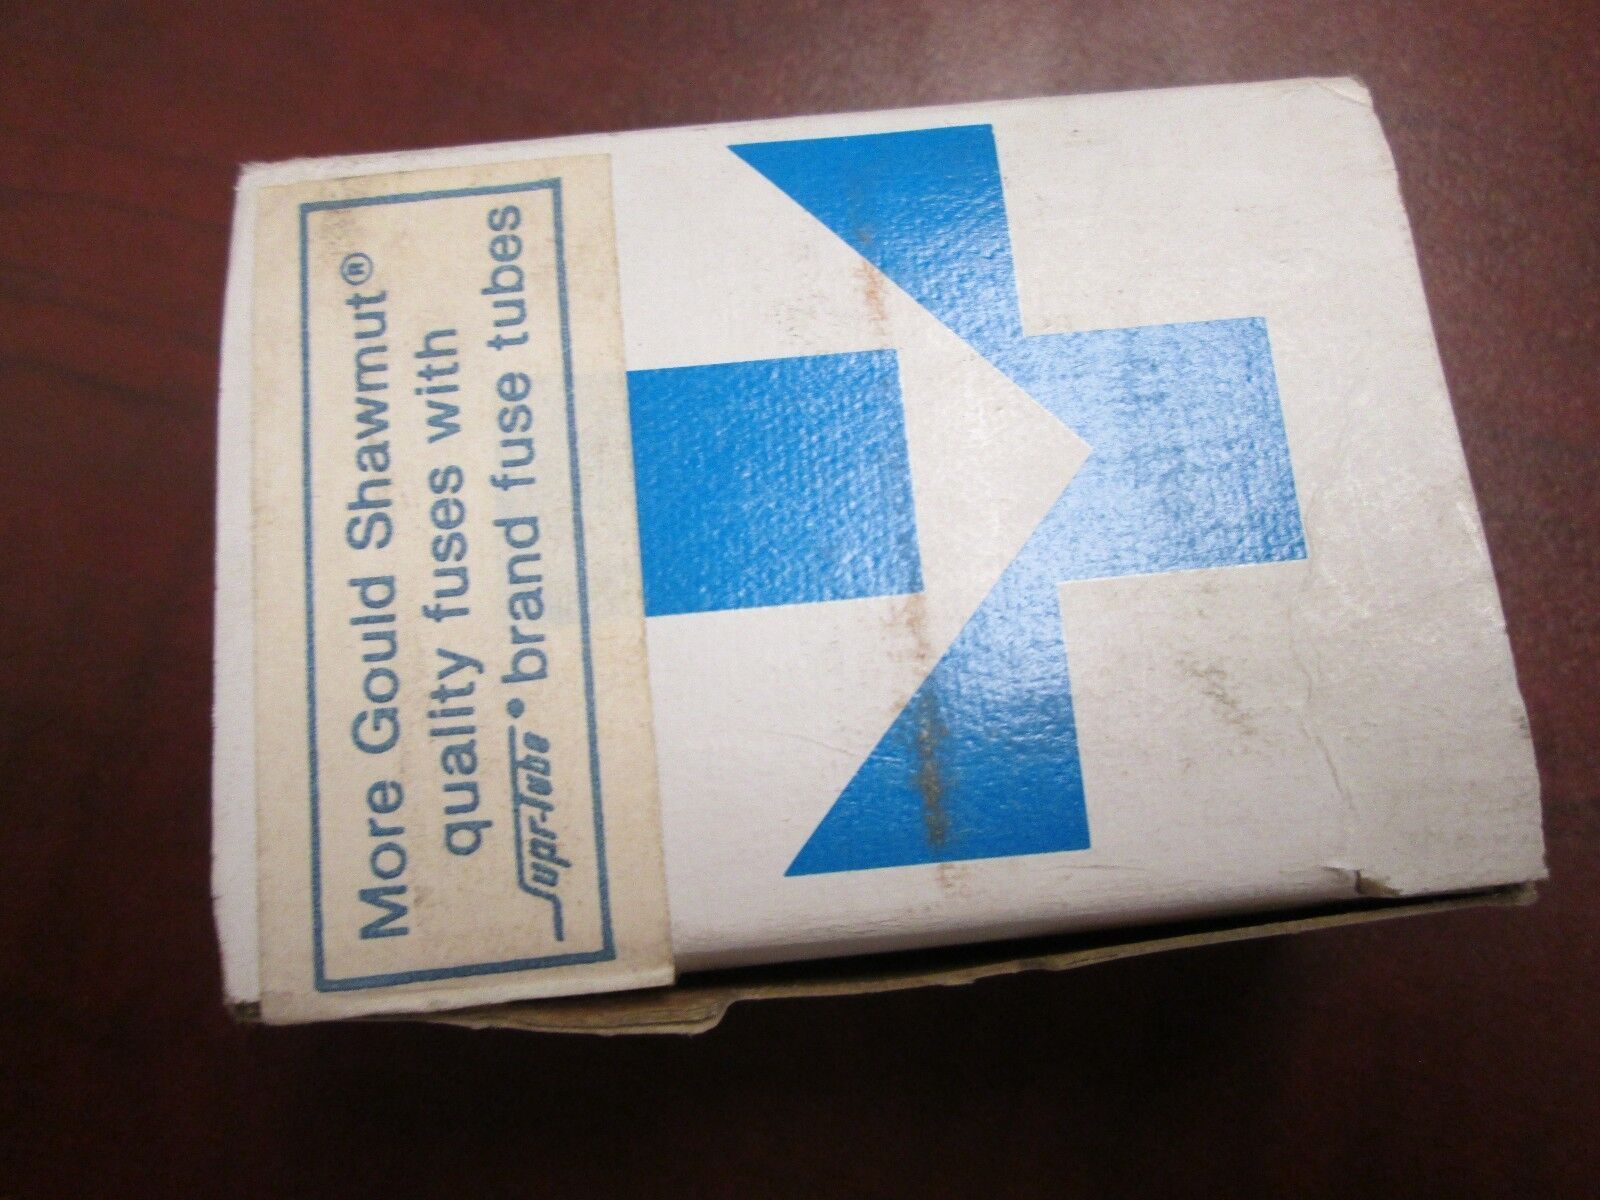 More Gould Shawmut®
quality fuses with
Supr-Tube® brand fuse tubes